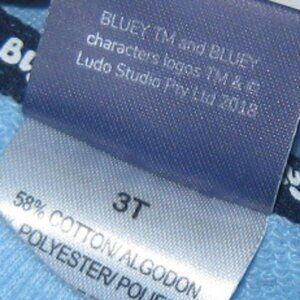 BLUEY TM and BLUEY
characters logos TM & ©
Ludo Studio Pty Ltd 2018
3T
58% COTTON/ALGODON
POLYESTER/POLIE